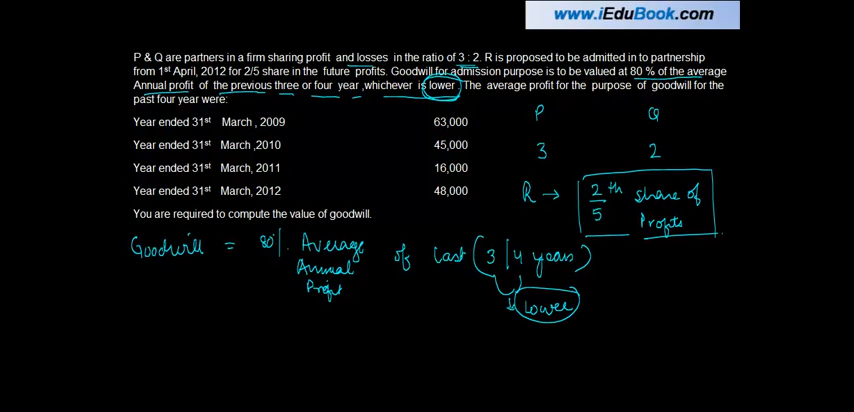 www.iEduBook.com
P & Q are partners in a firm sharing profit and losses in the ratio of 3 : 2. R is proposed to be admitted in to partnership
from 1st April, 2012 for 2/5 share in the future profits. Goodwill for admission purpose is to be valued at 80 % of the average
Annual profit of the previous three or four year ,whichever is lower . The average profit for the purpose of goodwill for the
past four year were:
P Q
Year ended 31st March , 2009 63,000
Year ended 31st March ,2010 45,000
3 2
Year ended 31st March, 2011 16,000
Year ended 31st March, 2012 48,000
R → 2/5 th share of
Profits
You are required to compute the value of goodwill.
Goodwill = 80% Average of last (3 | 4 years)
Annual
Profit
Lower